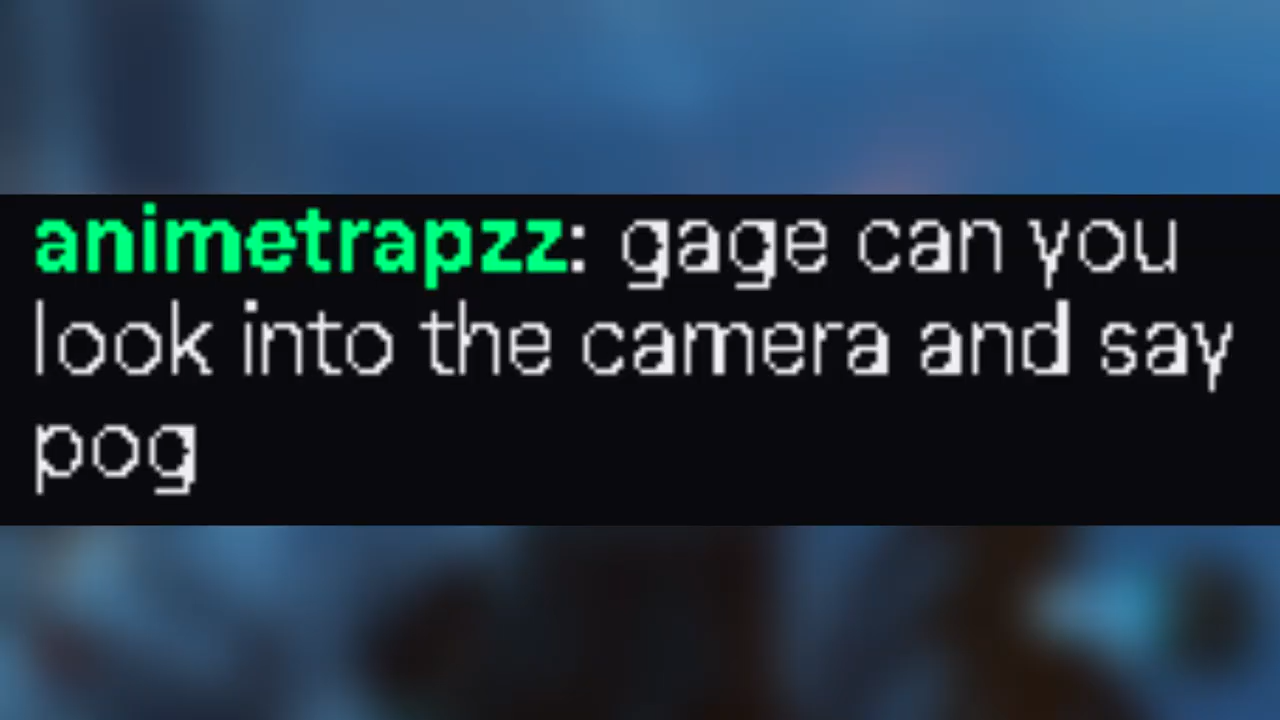 animetrapzz: gage can you
look into the camera and say
pog